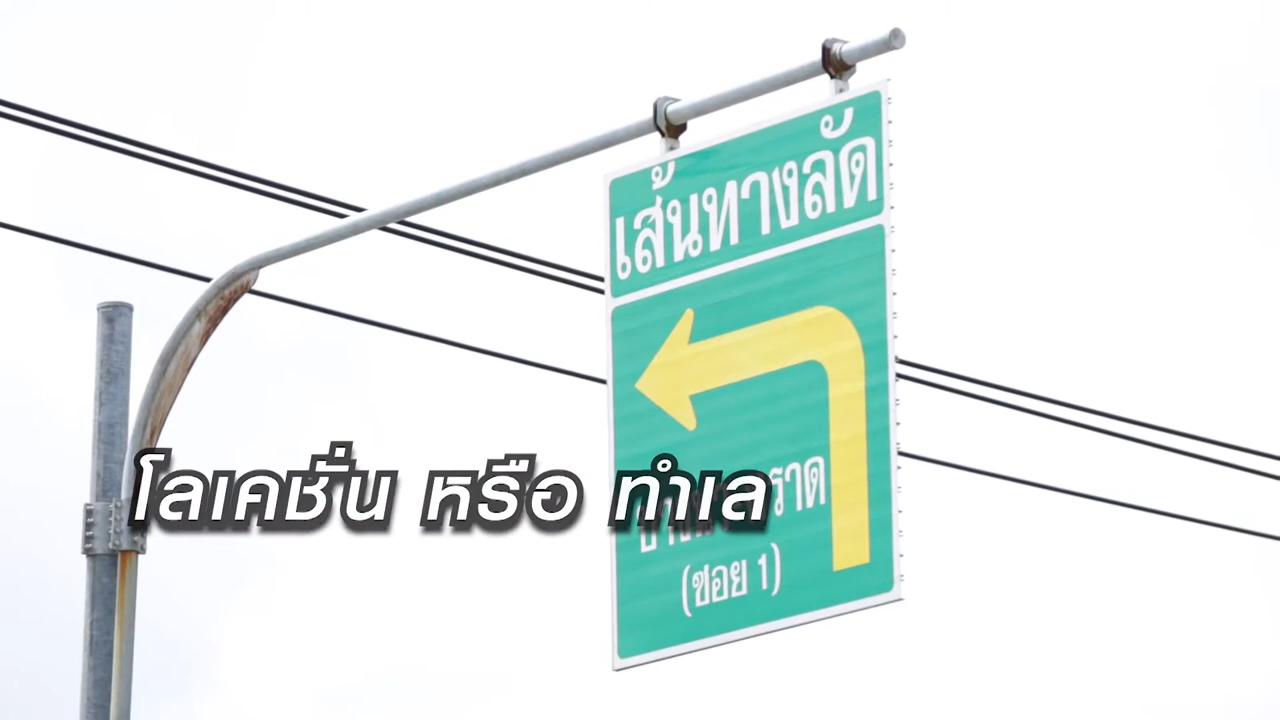 เส้นทางลัด
โลเคชั่น หรือ ทำเล
(ซอย 1)